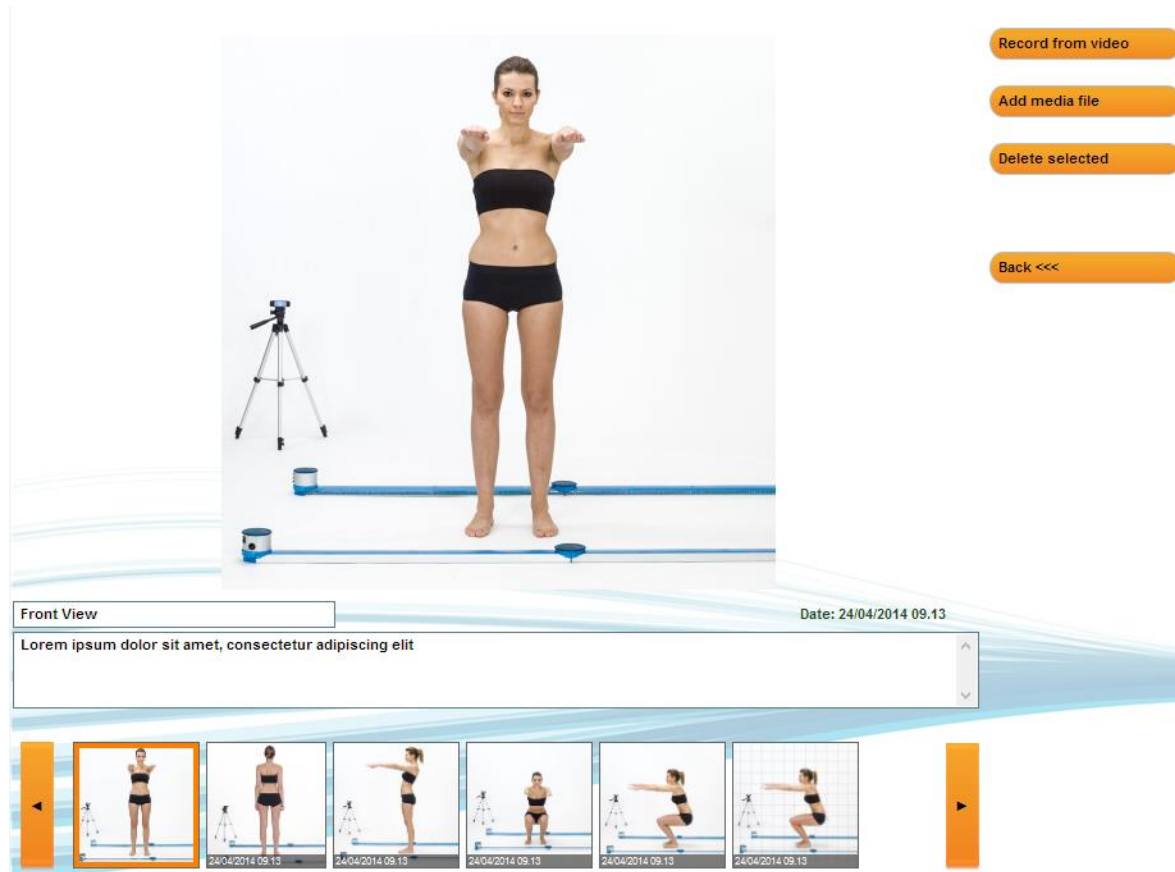 Record from video
Add media file
Delete selected
Back <<<
Front View
Date: 24/04/2014 09.13
Lorem ipsum dolor sit amet, consectetur adipiscing elit
24/04/2014 09.13
24/04/2014 09.13
24/04/2014 09.13
24/04/2014 09.13
24/04/2014 09.13